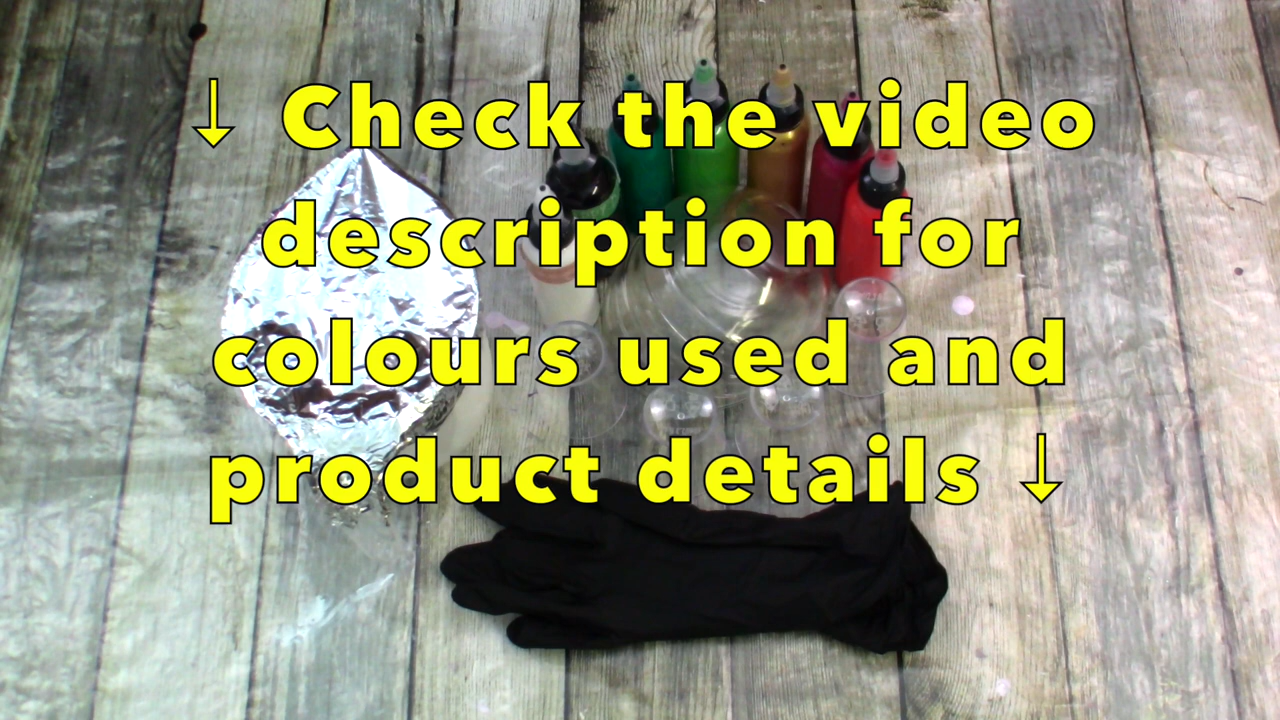 ↓ Check the video
description for
colours used and
product details ↓